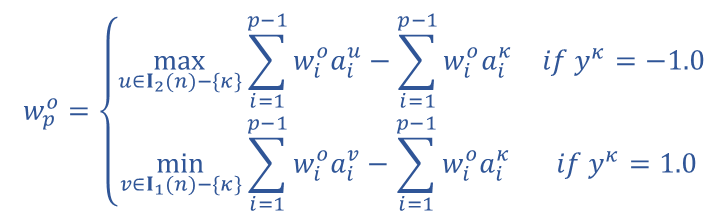 w_p^o = { max_{u∈I_2(n)−{κ}} ∑_{i=1}^{p−1} w_i^o a_i^u − ∑_{i=1}^{p−1} w_i^o a_i^κ if y^κ = −1.0
min_{v∈I_1(n)−{κ}} ∑_{i=1}^{p−1} w_i^o a_i^v − ∑_{i=1}^{p−1} w_i^o a_i^κ if y^κ = 1.0